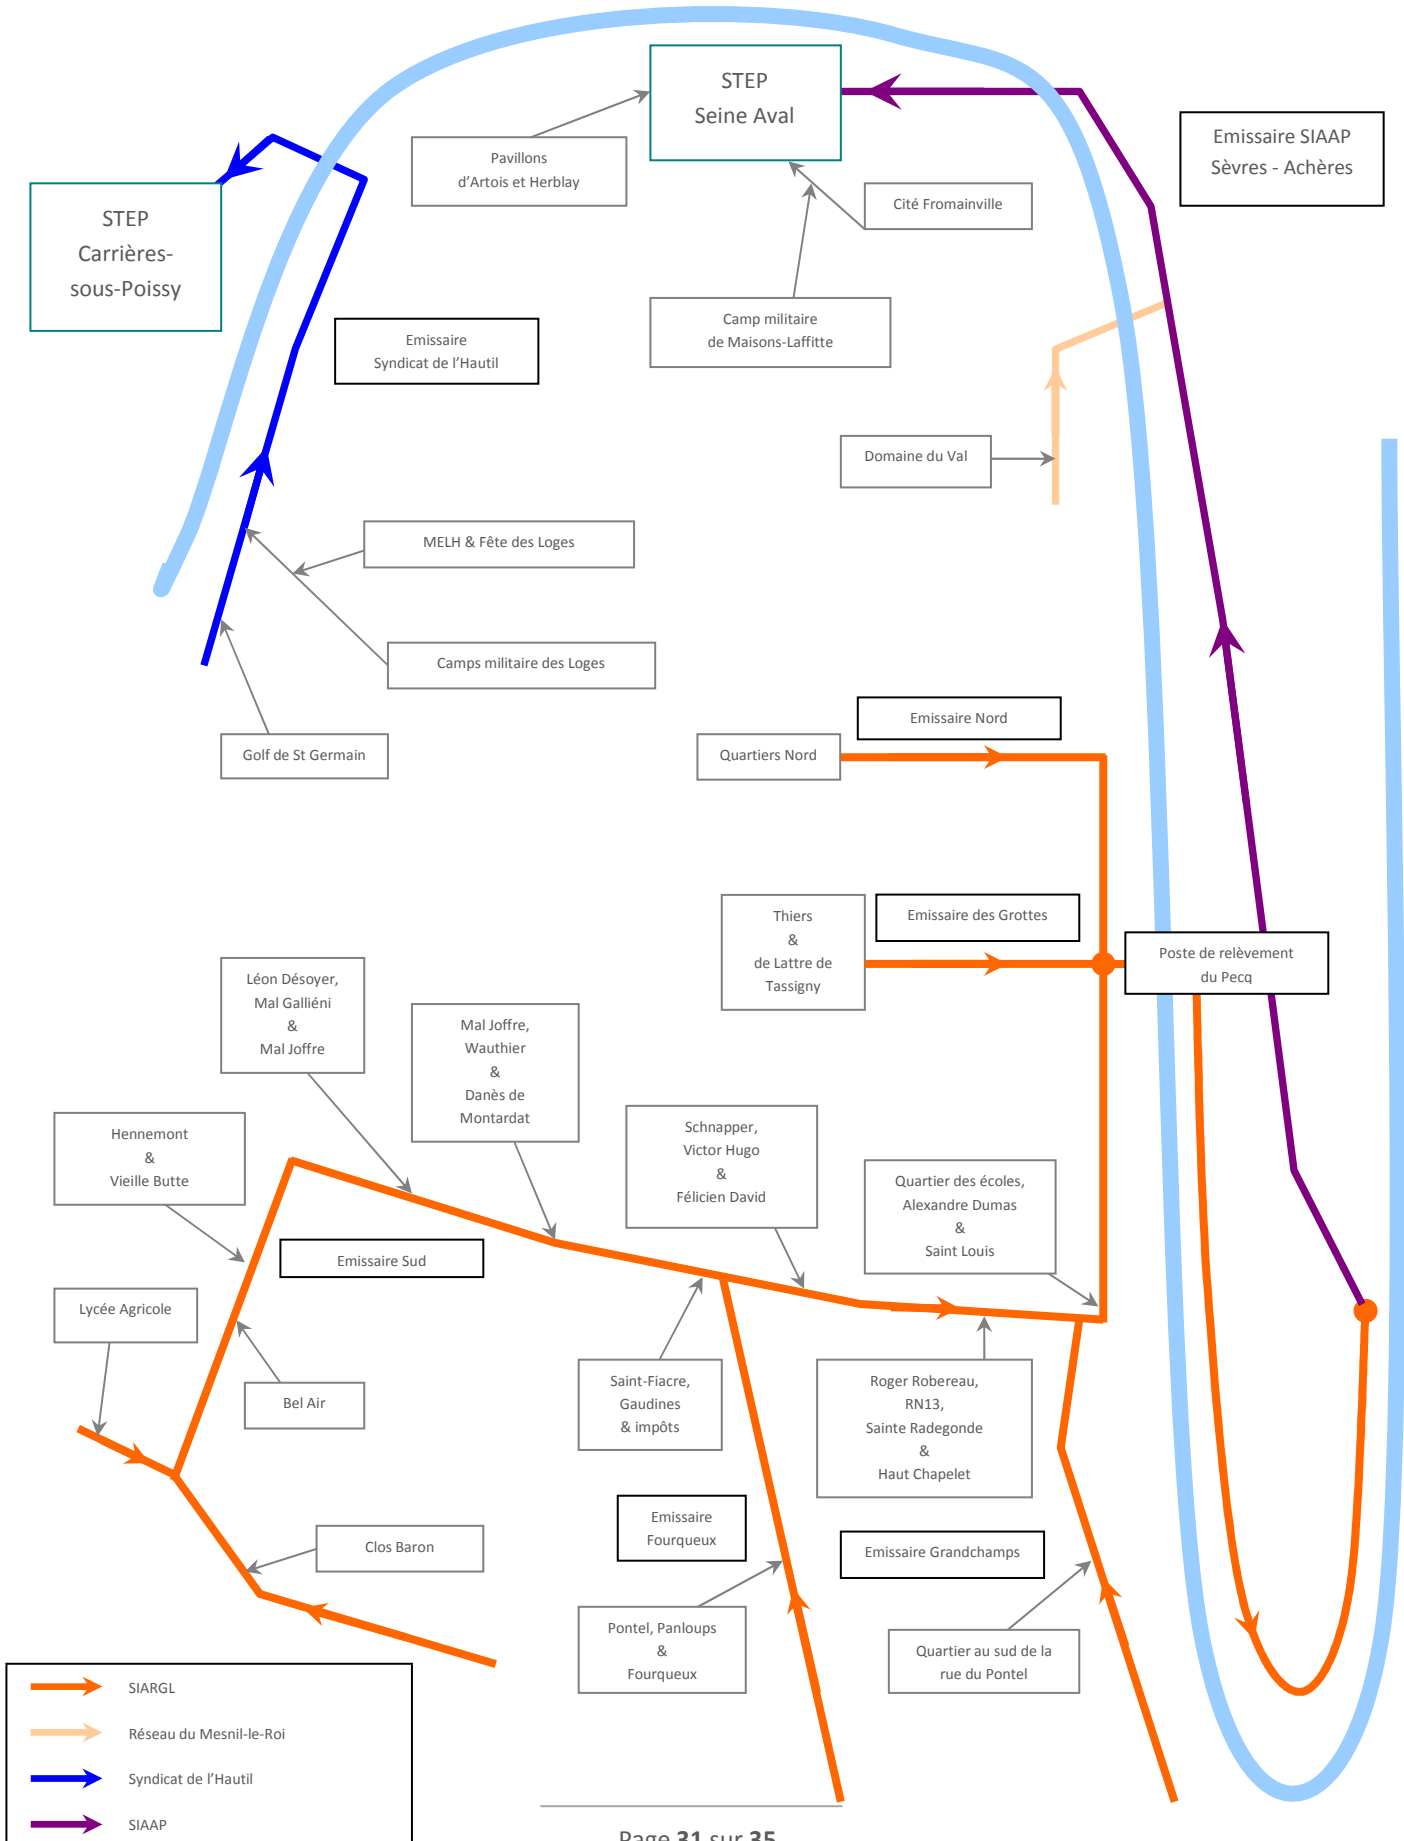 STEP
Seine Aval
Emissaire SIAAP
Sèvres - Achères
Pavillons
d'Artois et Herblay
Cité Fromainville
STEP
Carrières-
sous-Poissy
Camp militaire
de Maisons-Laffitte
Emissaire
Syndicat de l'Hautil
Domaine du Val
MELH & Fête des Loges
Camps militaire des Loges
Emissaire Nord
Golf de St Germain
Quartiers Nord
Thiers
&
de Lattre de
Tassigny
Emissaire des Grottes
Poste de relèvement
du Pecq
Léon Désoyer,
Mal Galliéni
&
Mal Joffre
Mal Joffre,
Wauthier
&
Danès de
Montardat
Hennemont
&
Vieille Butte
Schnapper,
Victor Hugo
&
Félicien David
Quartier des écoles,
Alexandre Dumas
&
Saint Louis
Emissaire Sud
Lycée Agricole
Bel Air
Saint-Fiacre,
Gaudines
& impôts
Roger Robereau,
RN13,
Sainte Radegonde
&
Haut Chapelet
Emissaire
Fourqueux
Clos Baron
Emissaire Grandchamps
Pontel, Panloups
&
Fourqueux
Quartier au sud de la
rue du Pontel
SIARGL
Réseau du Mesnil-le-Roi
Syndicat de l'Hautil
SIAAP
Page 31 sur 35